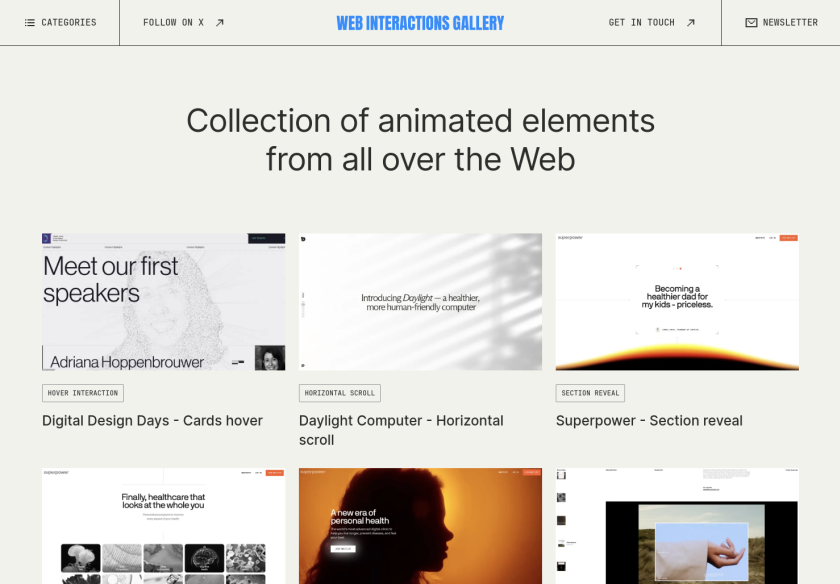 CATEGORIES
FOLLOW ON X
WEB INTERACTIONS GALLERY
GET IN TOUCH
NEWSLETTER
Collection of animated elements
from all over the Web
Meet our first
speakers
Adriana Hoppenbrouwer
HOVER INTERACTION
Digital Design Days - Cards hover
Introducing Daylight — a healthier,
more human-friendly computer
HORIZONTAL SCROLL
Daylight Computer - Horizontal
scroll
superpower
Becoming a
healthier dad for
my kids - priceless.
SECTION REVEAL
Superpower - Section reveal
superpower
Finally, healthcare that
looks at the whole you
superpower
A new era of
personal health